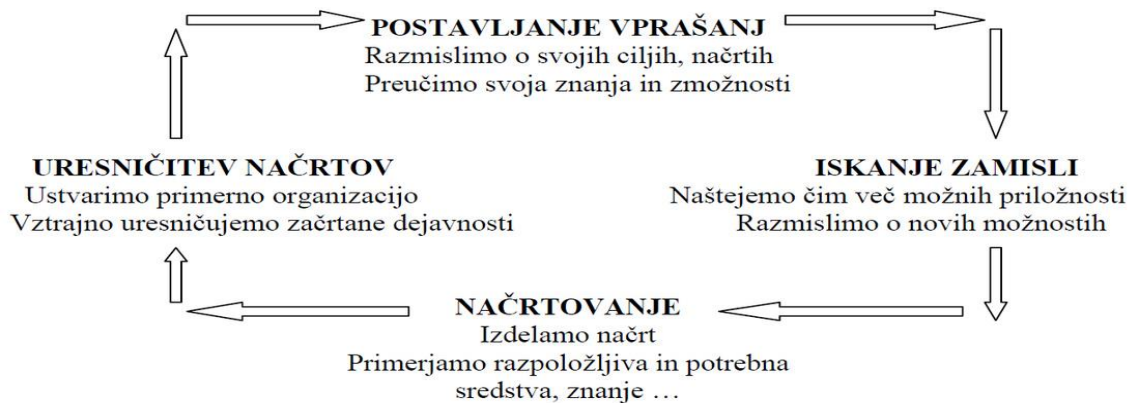 POSTAVLJANJE VPRAŠANJ
Razmislimo o svojih ciljih, načrtih
Preučimo svoja znanja in zmožnosti
URESNIČITEV NAČRTOV
Ustvarimo primerno organizacijo
Vztrajno uresničujemo začrtane dejavnosti
ISKANJE ZAMISLI
Naštejemo čim več možnih priložnosti
Razmislimo o novih možnostih
NAČRTOVANJE
Izdelamo načrt
Primerjamo razpoložljiva in potrebna
sredstva, znanje …